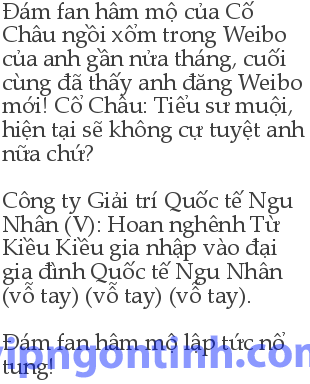 Đám fan hâm mộ của Cố
Châu ngồi xổm trong Weibo
của anh gần nửa tháng, cuối
cùng đã thấy anh đăng Weibo
mới! Cố Châu: Tiểu sư muội,
hiện tại sẽ không cự tuyệt anh
nữa chứ?

Công ty Giải trí Quốc tế Ngu
Nhân (V): Hoan nghênh Từ
Kiều Kiều gia nhập vào đại
gia đình Quốc tế Ngu Nhân
(vỗ tay) (vỗ tay) (vỗ tay).

Đám fan hâm mộ lập tức nổ
tung!
vipngontinh.com